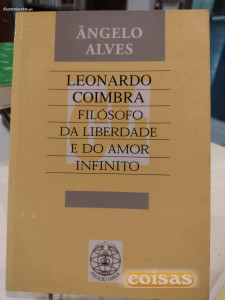 ÂNGELO
ALVES
LEONARDO
COIMBRA
FILÓSOFO
DA LIBERDADE
E DO AMOR
INFINITO
coisas